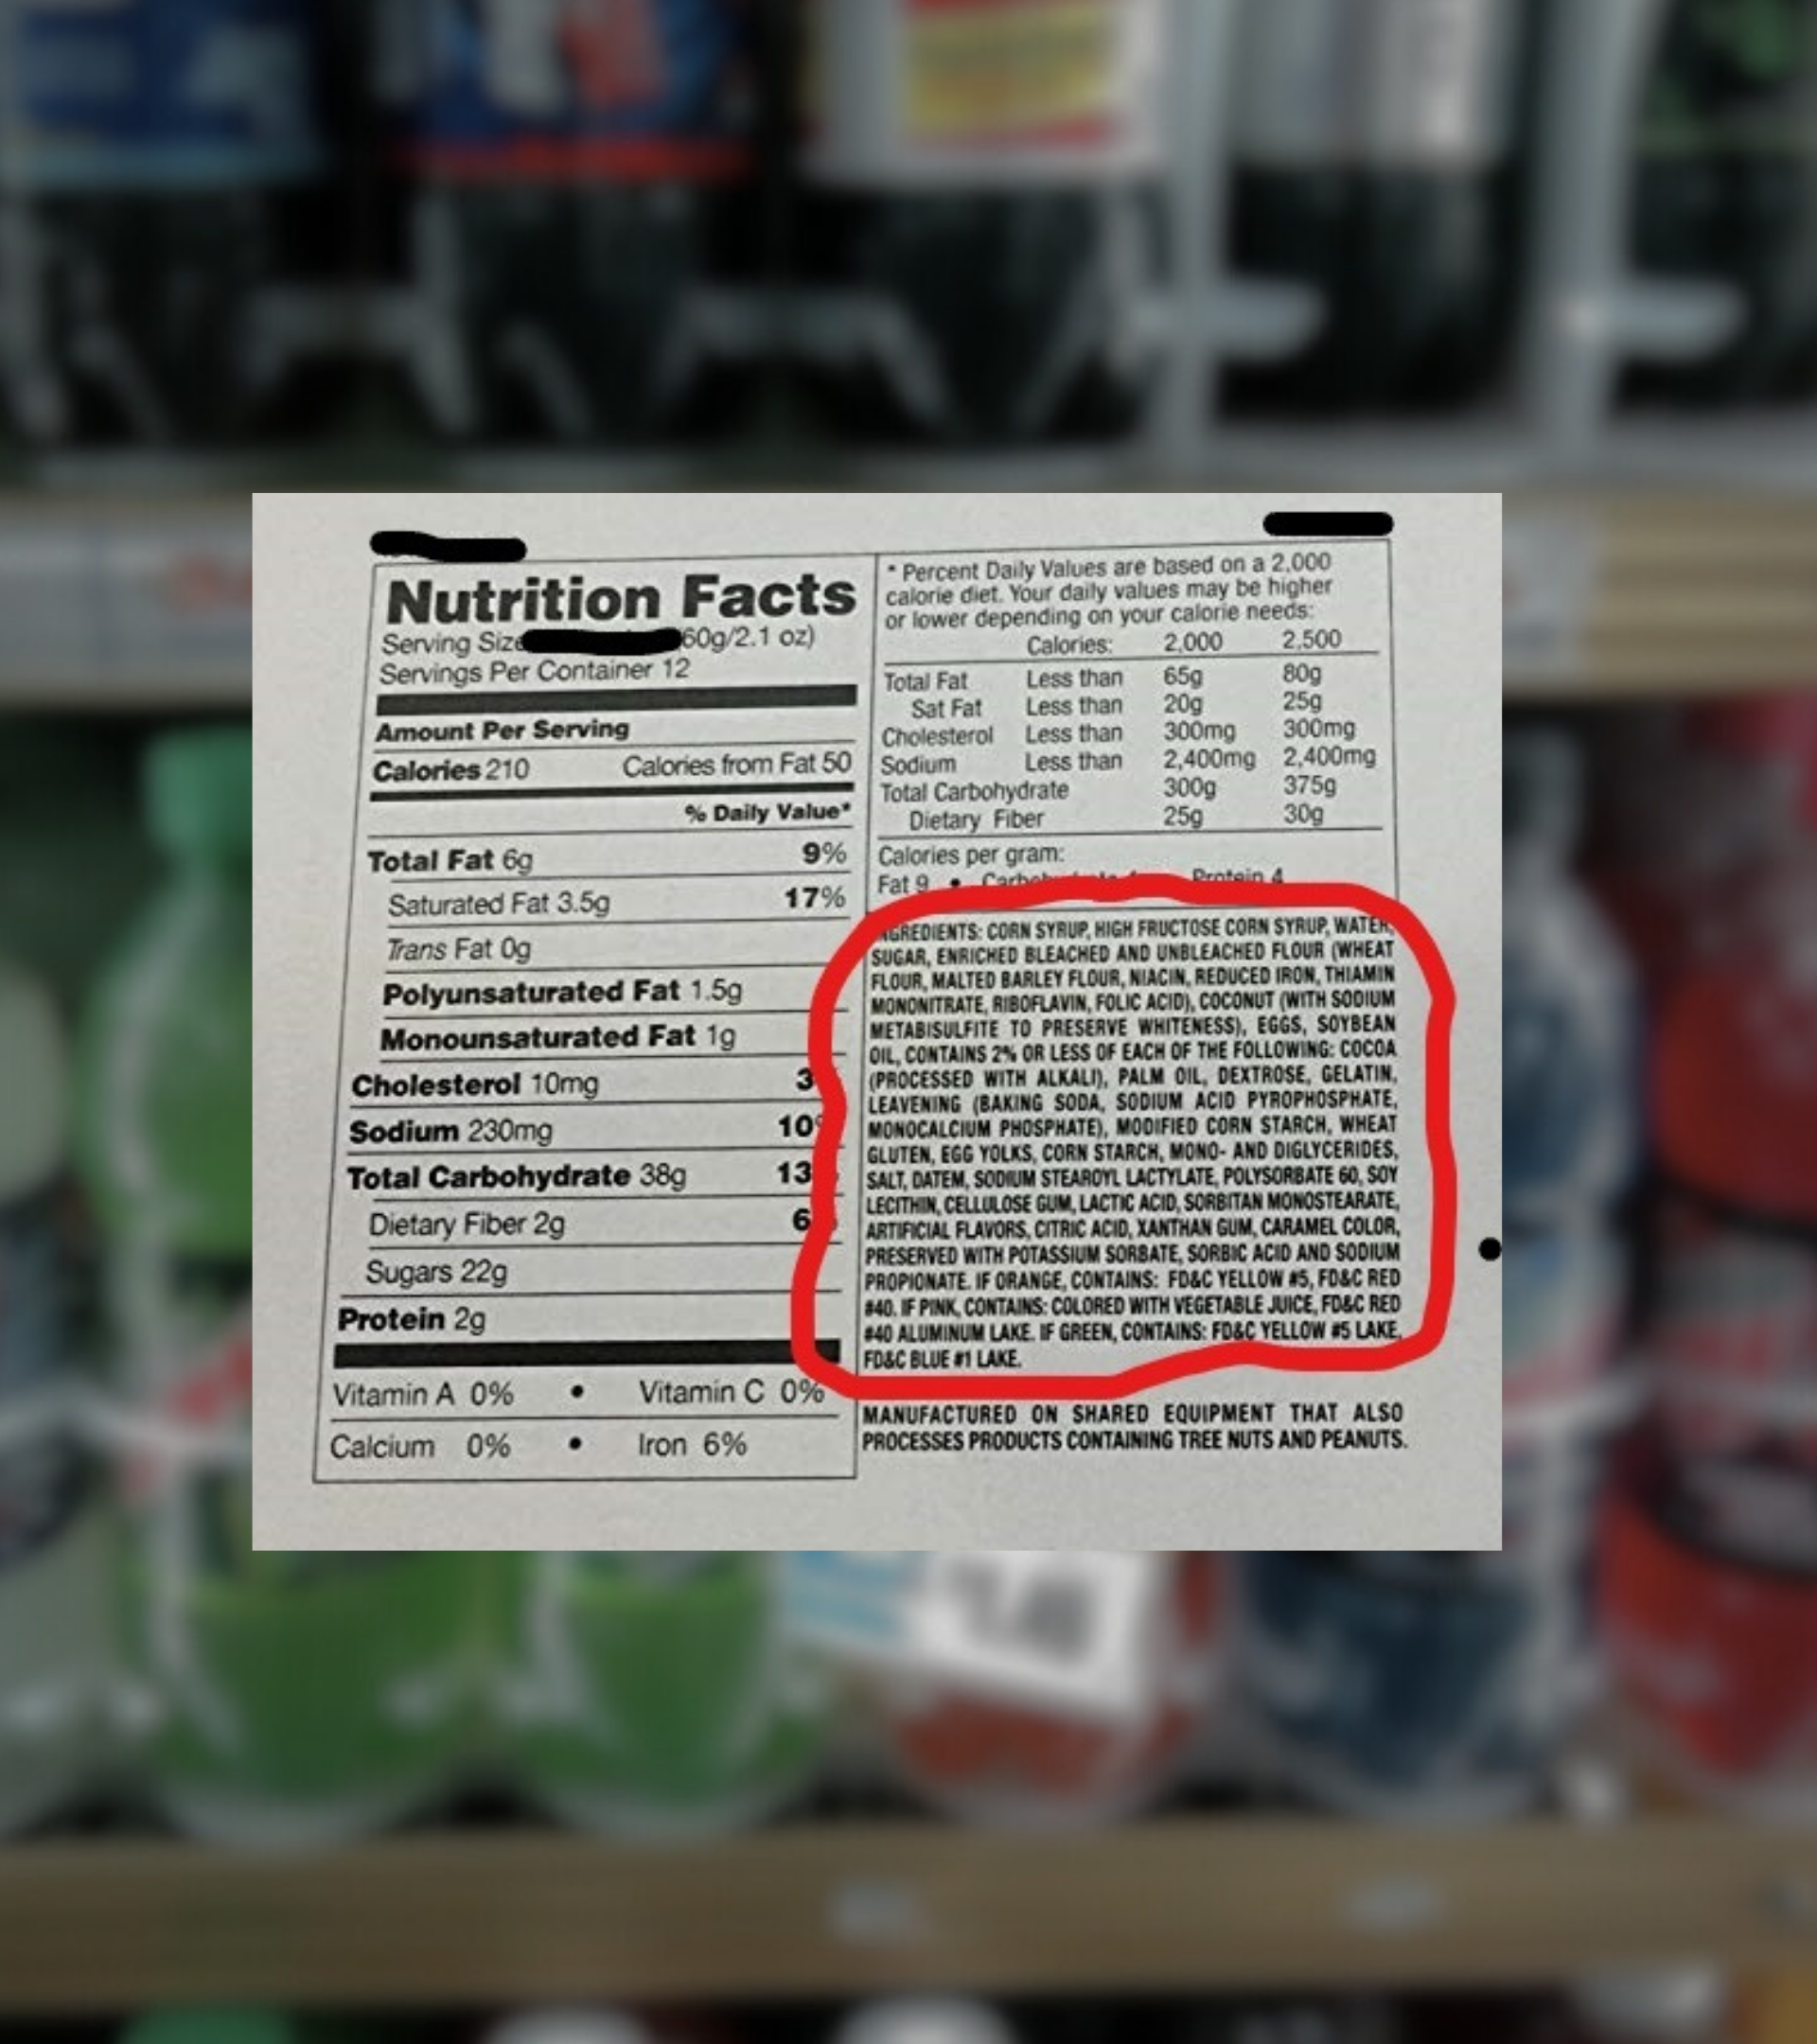 Nutrition Facts
Serving Size 60g/2.1 oz)
Servings Per Container 12
Amount Per Serving
Calories 210 Calories from Fat 50
% Daily Value*
Total Fat 6g 9%
Saturated Fat 3.5g 17%
Trans Fat 0g
Polyunsaturated Fat 1.5g
Monounsaturated Fat 1g
Cholesterol 10mg 3
Sodium 230mg 10
Total Carbohydrate 38g 13
Dietary Fiber 2g 6
Sugars 22g
Protein 2g
Vitamin A 0% • Vitamin C 0%
Calcium 0% • Iron 6%
* Percent Daily Values are based on a 2,000
calorie diet. Your daily values may be higher
or lower depending on your calorie needs:
Calories: 2,000 2,500
Total Fat Less than 65g 80g
Sat Fat Less than 20g 25g
Cholesterol Less than 300mg 300mg
Sodium Less than 2,400mg 2,400mg
Total Carbohydrate 300g 375g
Dietary Fiber 25g 30g
Calories per gram:
Fat 9 • Protein 4
INGREDIENTS: CORN SYRUP, HIGH FRUCTOSE CORN SYRUP, WATER,
SUGAR, ENRICHED BLEACHED AND UNBLEACHED FLOUR (WHEAT
FLOUR, MALTED BARLEY FLOUR, NIACIN, REDUCED IRON, THIAMIN
MONONITRATE, RIBOFLAVIN, FOLIC ACID), COCONUT (WITH SODIUM
METABISULFITE TO PRESERVE WHITENESS), EGGS, SOYBEAN
OIL, CONTAINS 2% OR LESS OF EACH OF THE FOLLOWING: COCOA
(PROCESSED WITH ALKALI), PALM OIL, DEXTROSE, GELATIN,
LEAVENING (BAKING SODA, SODIUM ACID PYROPHOSPHATE,
MONOCALCIUM PHOSPHATE), MODIFIED CORN STARCH, WHEAT
GLUTEN, EGG YOLKS, CORN STARCH, MONO- AND DIGLYCERIDES,
SALT, DATEM, SODIUM STEAROYL LACTYLATE, POLYSORBATE 60, SOY
LECITHIN, CELLULOSE GUM, LACTIC ACID, SORBITAN MONOSTEARATE,
ARTIFICIAL FLAVORS, CITRIC ACID, XANTHAN GUM, CARAMEL COLOR,
PRESERVED WITH POTASSIUM SORBATE, SORBIC ACID AND SODIUM
PROPIONATE. IF ORANGE, CONTAINS: FD&C YELLOW #5, FD&C RED
#40. IF PINK, CONTAINS: COLORED WITH VEGETABLE JUICE, FD&C RED
#40 ALUMINUM LAKE. IF GREEN, CONTAINS: FD&C YELLOW #5 LAKE,
FD&C BLUE #1 LAKE.
MANUFACTURED ON SHARED EQUIPMENT THAT ALSO
PROCESSES PRODUCTS CONTAINING TREE NUTS AND PEANUTS.